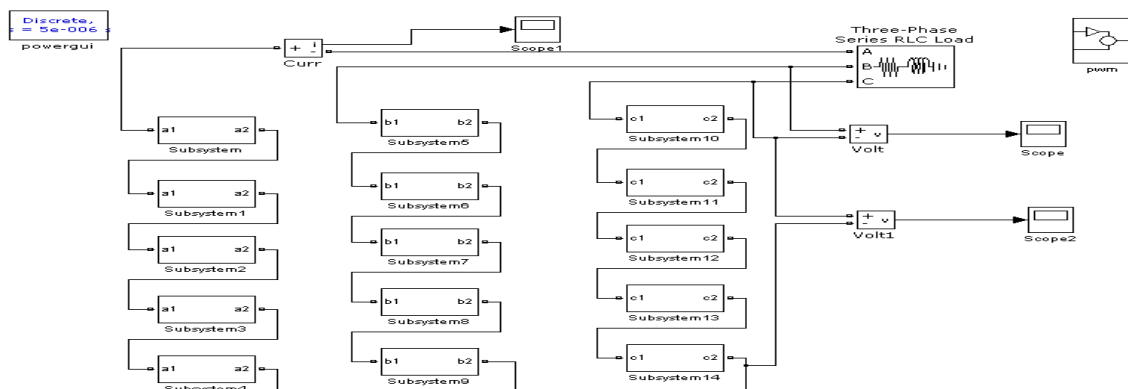 Discrete,
= 5e-006 s
powergui
i
+
-
Curr
Scope1
Three-Phase
Series RLC Load
A
B
C
pwm
a1 a2
Subsystem
b1 b2
Subsystem5
c1 c2
Subsystem10
+
-
v
Volt
Scope
a1 a2
Subsystem1
b1 b2
Subsystem6
c1 c2
Subsystem11
+
-
v
Volt1
Scope2
a1 a2
Subsystem2
b1 b2
Subsystem7
c1 c2
Subsystem12
a1 a2
Subsystem3
b1 b2
Subsystem8
c1 c2
Subsystem13
a1 a2
Subsystem4
b1 b2
Subsystem9
c1 c2
Subsystem14